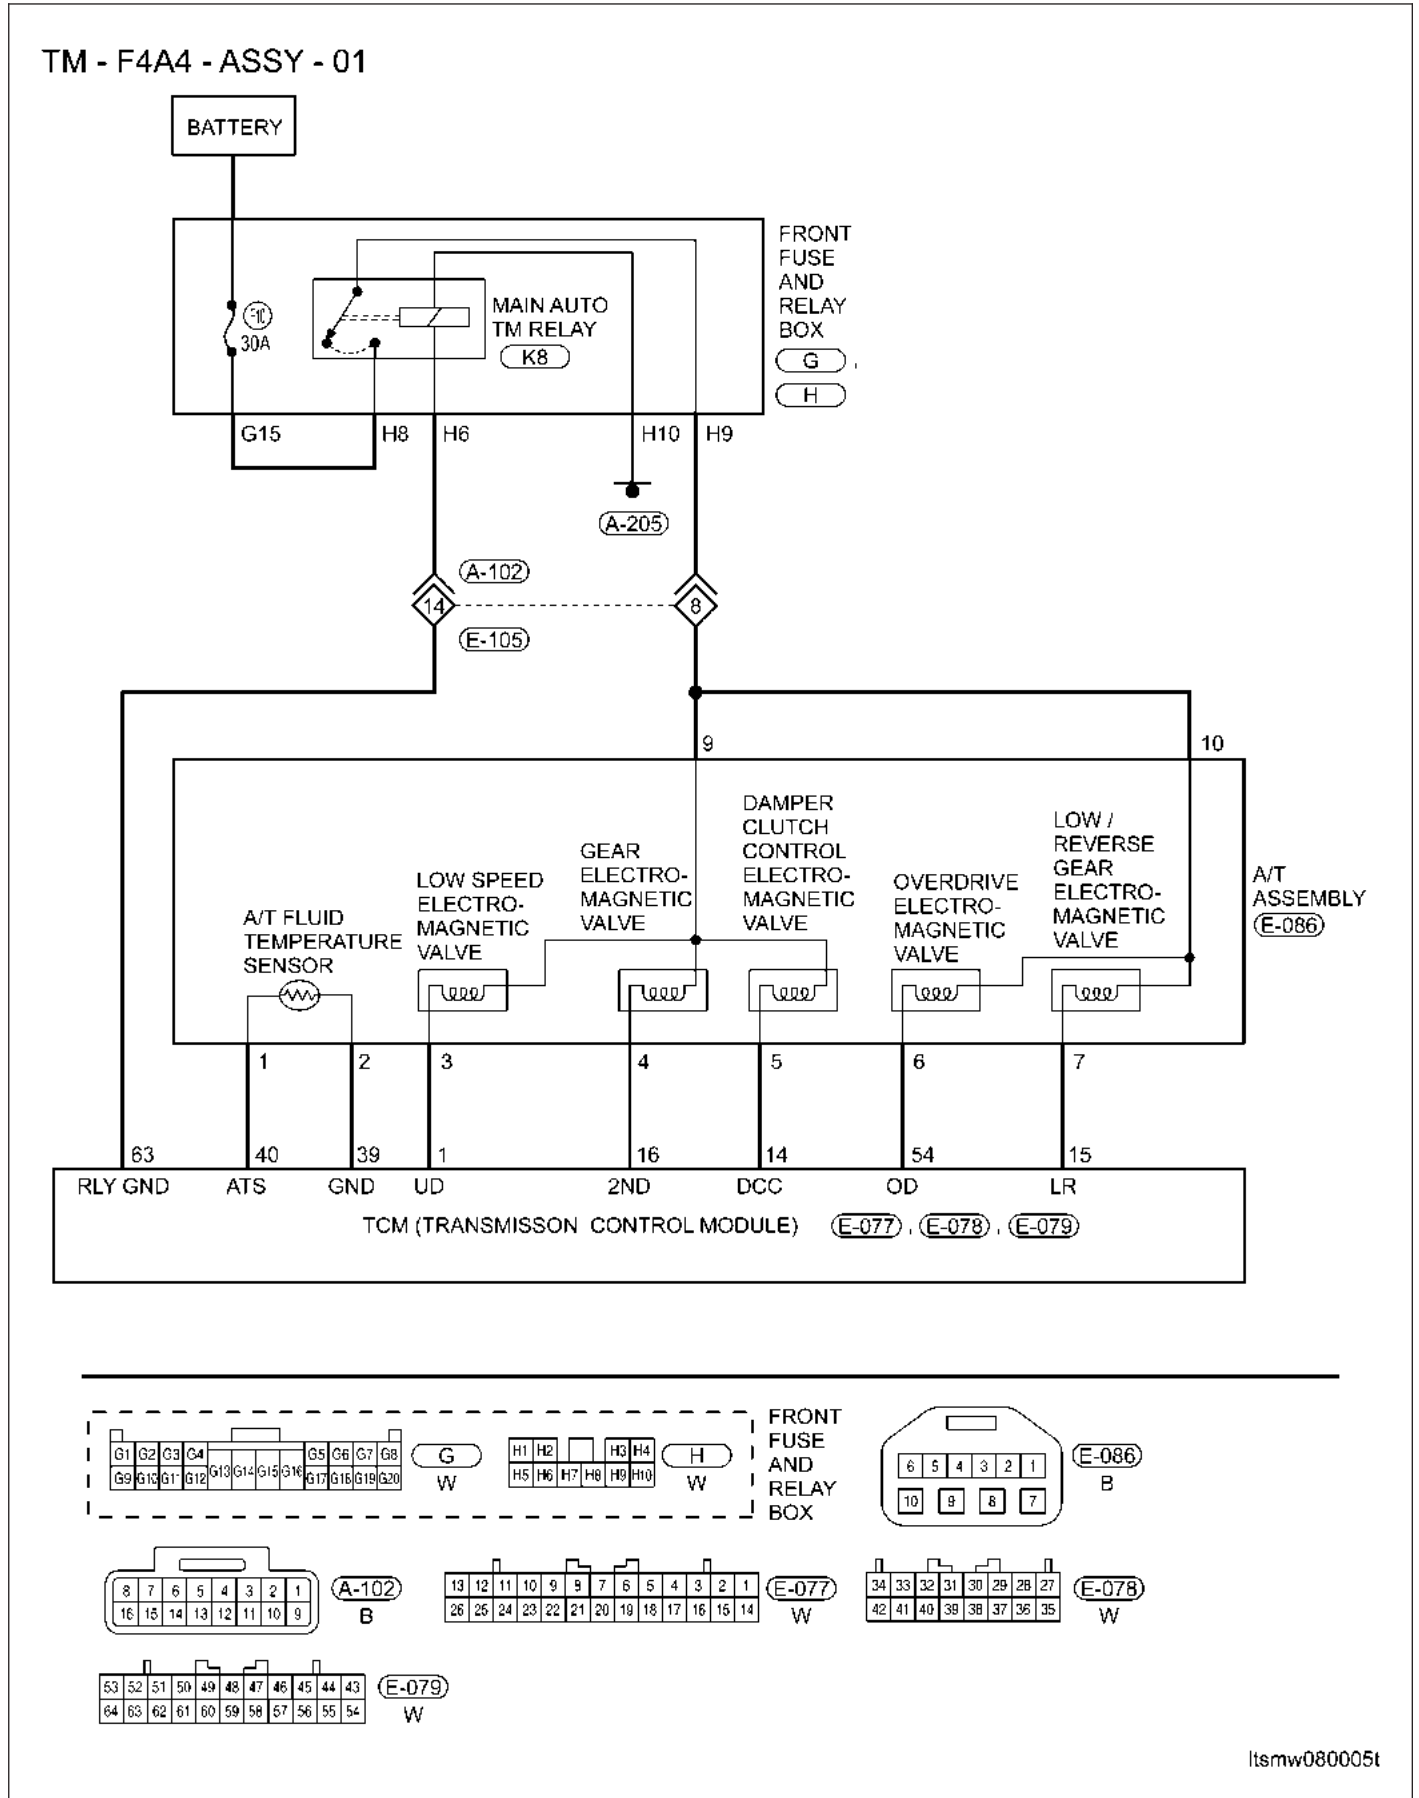 TM - F4A4 - ASSY - 01
BATTERY
FRONT
FUSE
AND
RELAY
BOX
G ,
H
F10
30A
MAIN AUTO
TM RELAY
K8
G15 H8 H6 H10 H9
A-205
A-102
14 8
E-105
9 10
DAMPER
CLUTCH
CONTROL
ELECTRO-
MAGNETIC
VALVE
LOW /
REVERSE
GEAR
ELECTRO-
MAGNETIC
VALVE
GEAR
ELECTRO-
MAGNETIC
VALVE
LOW SPEED
ELECTRO-
MAGNETIC
VALVE
OVERDRIVE
ELECTRO-
MAGNETIC
VALVE
A/T FLUID
TEMPERATURE
SENSOR
A/T
ASSEMBLY
E-086
1 2 3 4 5 6 7
63 40 39 1 16 14 54 15
RLY GND ATS GND UD 2ND DCC OD LR
TCM (TRANSMISSON CONTROL MODULE) E-077 , E-078 , E-079
G1 G2 G3 G4 G5 G6 G7 G8
G13 G14 G15 G16
G9 G10 G11 G12 G17 G18 G19 G20
G
W
H1 H2 H3 H4
H5 H6 H7 H8 H9 H10
H
W
FRONT
FUSE
AND
RELAY
BOX
6 5 4 3 2 1
10 9 8 7
E-086
B
8 7 6 5 4 3 2 1
16 15 14 13 12 11 10 9
A-102
B
13 12 11 10 9 8 7 6 5 4 3 2 1
26 25 24 23 22 21 20 19 18 17 16 15 14
E-077
W
34 33 32 31 30 29 28 27
42 41 40 39 38 37 36 35
E-078
W
53 52 51 50 49 48 47 46 45 44 43
64 63 62 61 60 59 58 57 56 55 54
E-079
W
ltsmw080005t